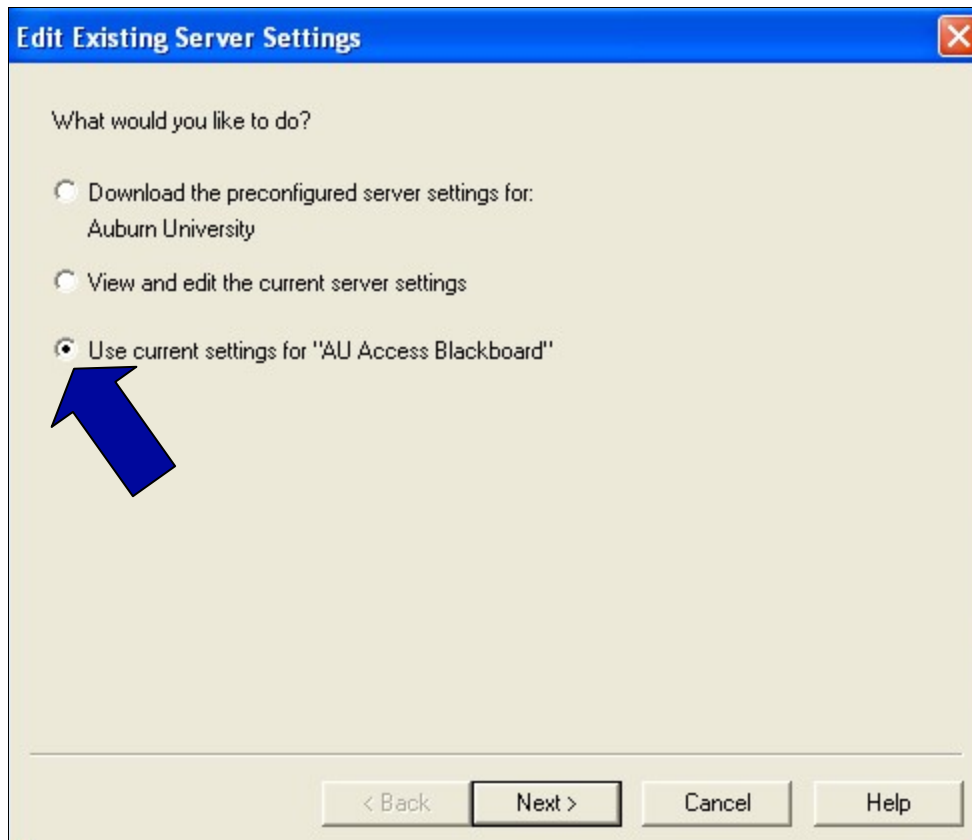 Edit Existing Server Settings
What would you like to do?
Download the preconfigured server settings for:
Auburn University
View and edit the current server settings
Use current settings for "AU Access Blackboard"
< Back Next > Cancel Help